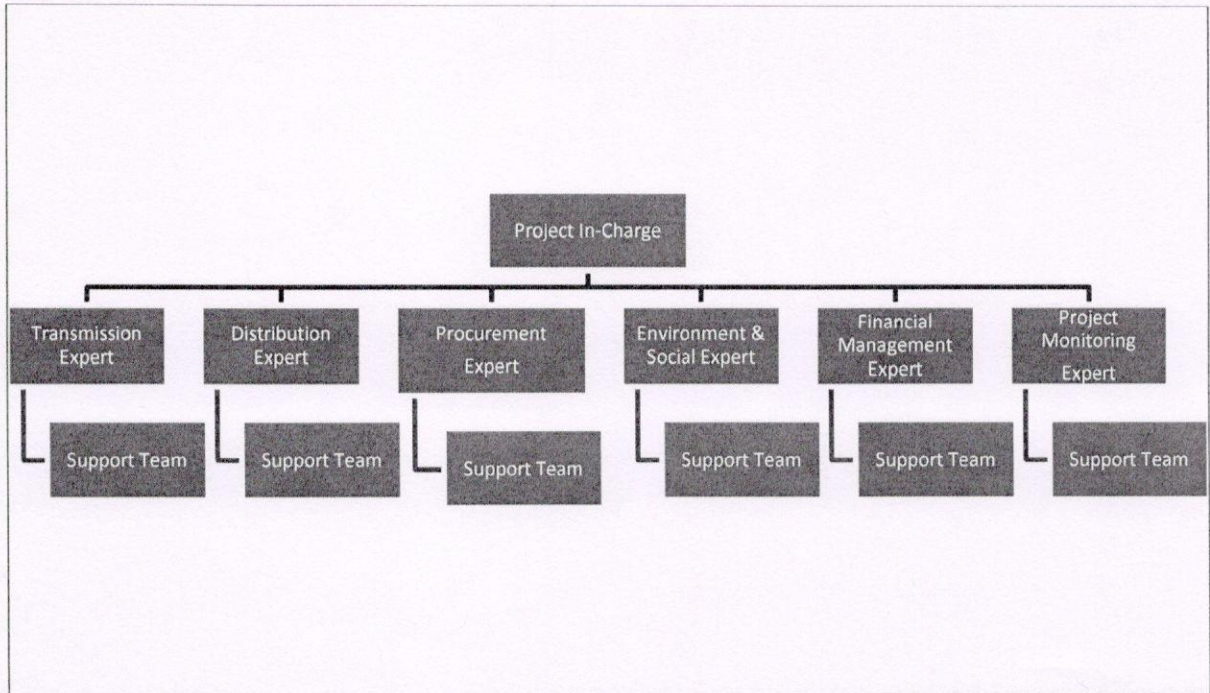 Project In-Charge
Transmission
Expert
Distribution
Expert
Procurement
Expert
Environment &
Social Expert
Financial
Management
Expert
Project
Monitoring
Expert
Support Team
Support Team
Support Team
Support Team
Support Team
Support Team